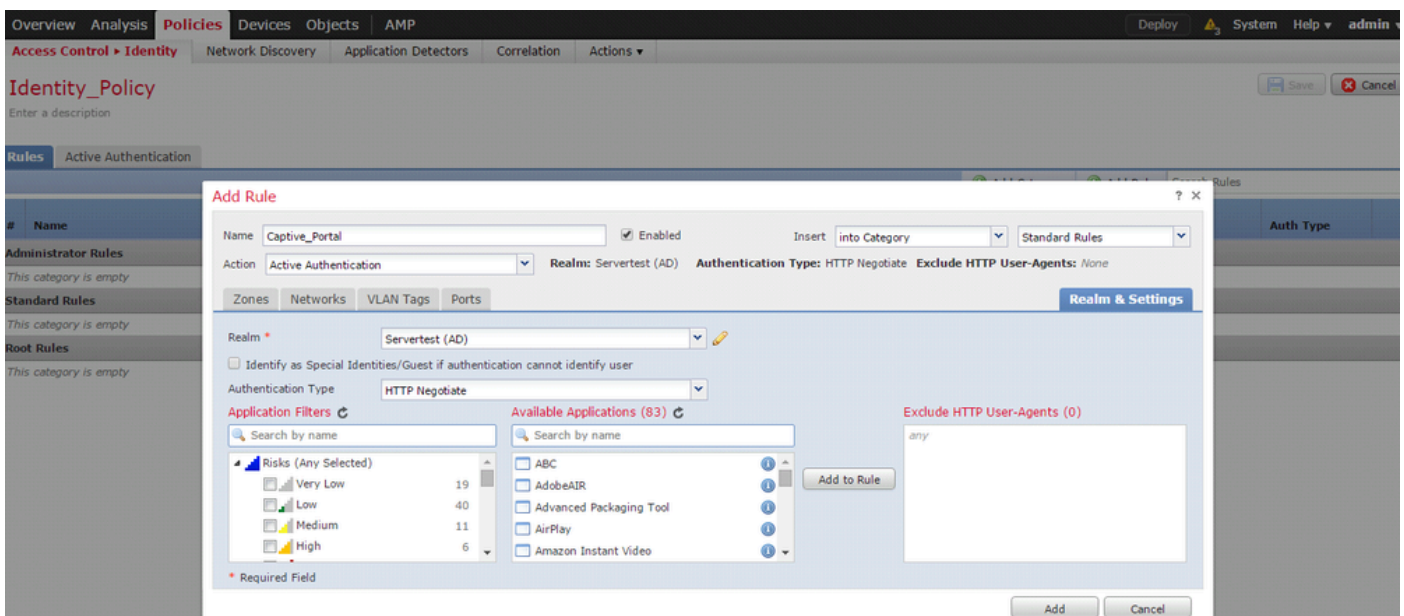 Overview Analysis Policies Devices Objects AMP Deploy 3 System Help admin
Access Control ▸ Identity Network Discovery Application Detectors Correlation Actions ▾
Identity_Policy Save Cancel
Enter a description
Rules Active Authentication
Search Rules
Add Rule ? ×
# Name Auth Type
Name Captive_Portal Enabled Insert into Category Standard Rules
Administrator Rules
Action Active Authentication Realm: Servertest (AD) Authentication Type: HTTP Negotiate Exclude HTTP User-Agents: None
This category is empty
Standard Rules
Zones Networks VLAN Tags Ports Realm & Settings
This category is empty
Root Rules
Realm * Servertest (AD)
This category is empty
Identify as Special Identities/Guest if authentication cannot identify user
Authentication Type HTTP Negotiate
Application Filters Available Applications (83) Exclude HTTP User-Agents (0)
Search by name Search by name any
Risks (Any Selected) ABC
Very Low 19 AdobeAIR Add to Rule
Low 40 Advanced Packaging Tool
Medium 11 AirPlay
High 6 Amazon Instant Video
* Required Field
Add Cancel